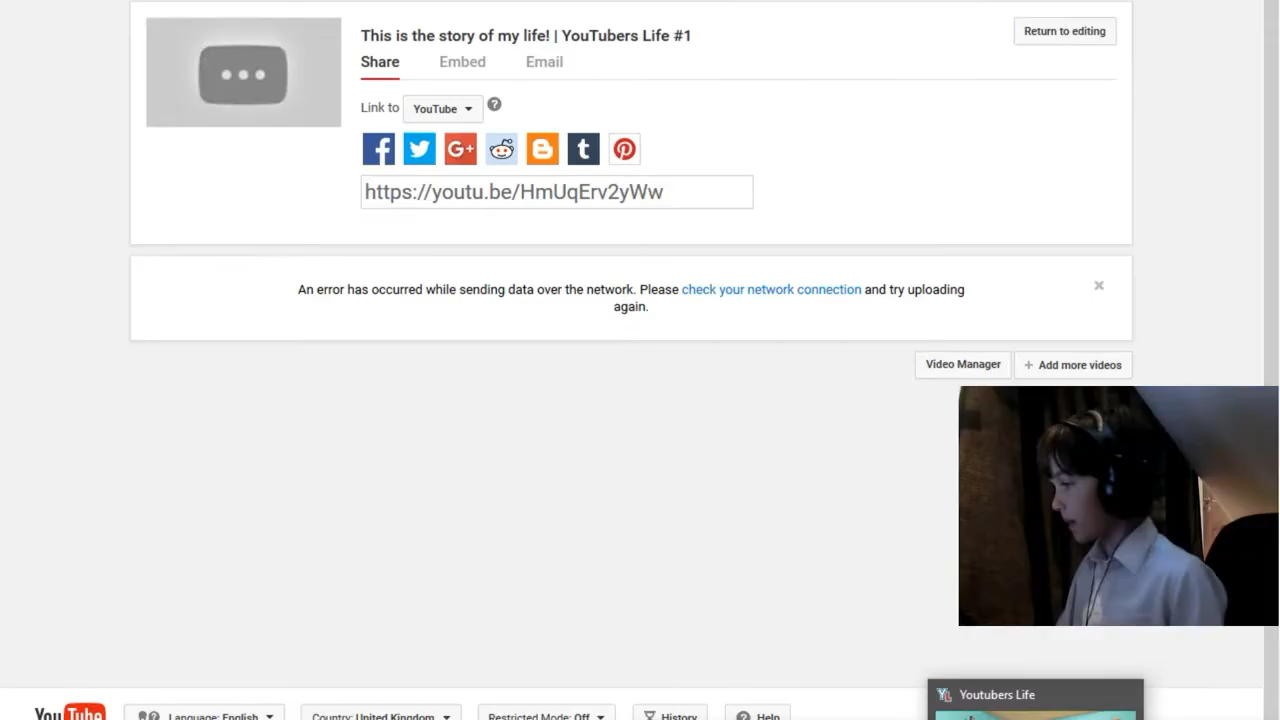 This is the story of my life! | YouTubers Life #1
Return to editing
Share Embed Email
Link to YouTube
https://youtu.be/HmUqErv2yWw
An error has occurred while sending data over the network. Please check your network connection and try uploading
again.
Video Manager + Add more videos
Youtubers Life
YouTube Language: English Country: United Kingdom Restricted Mode: Off History Help